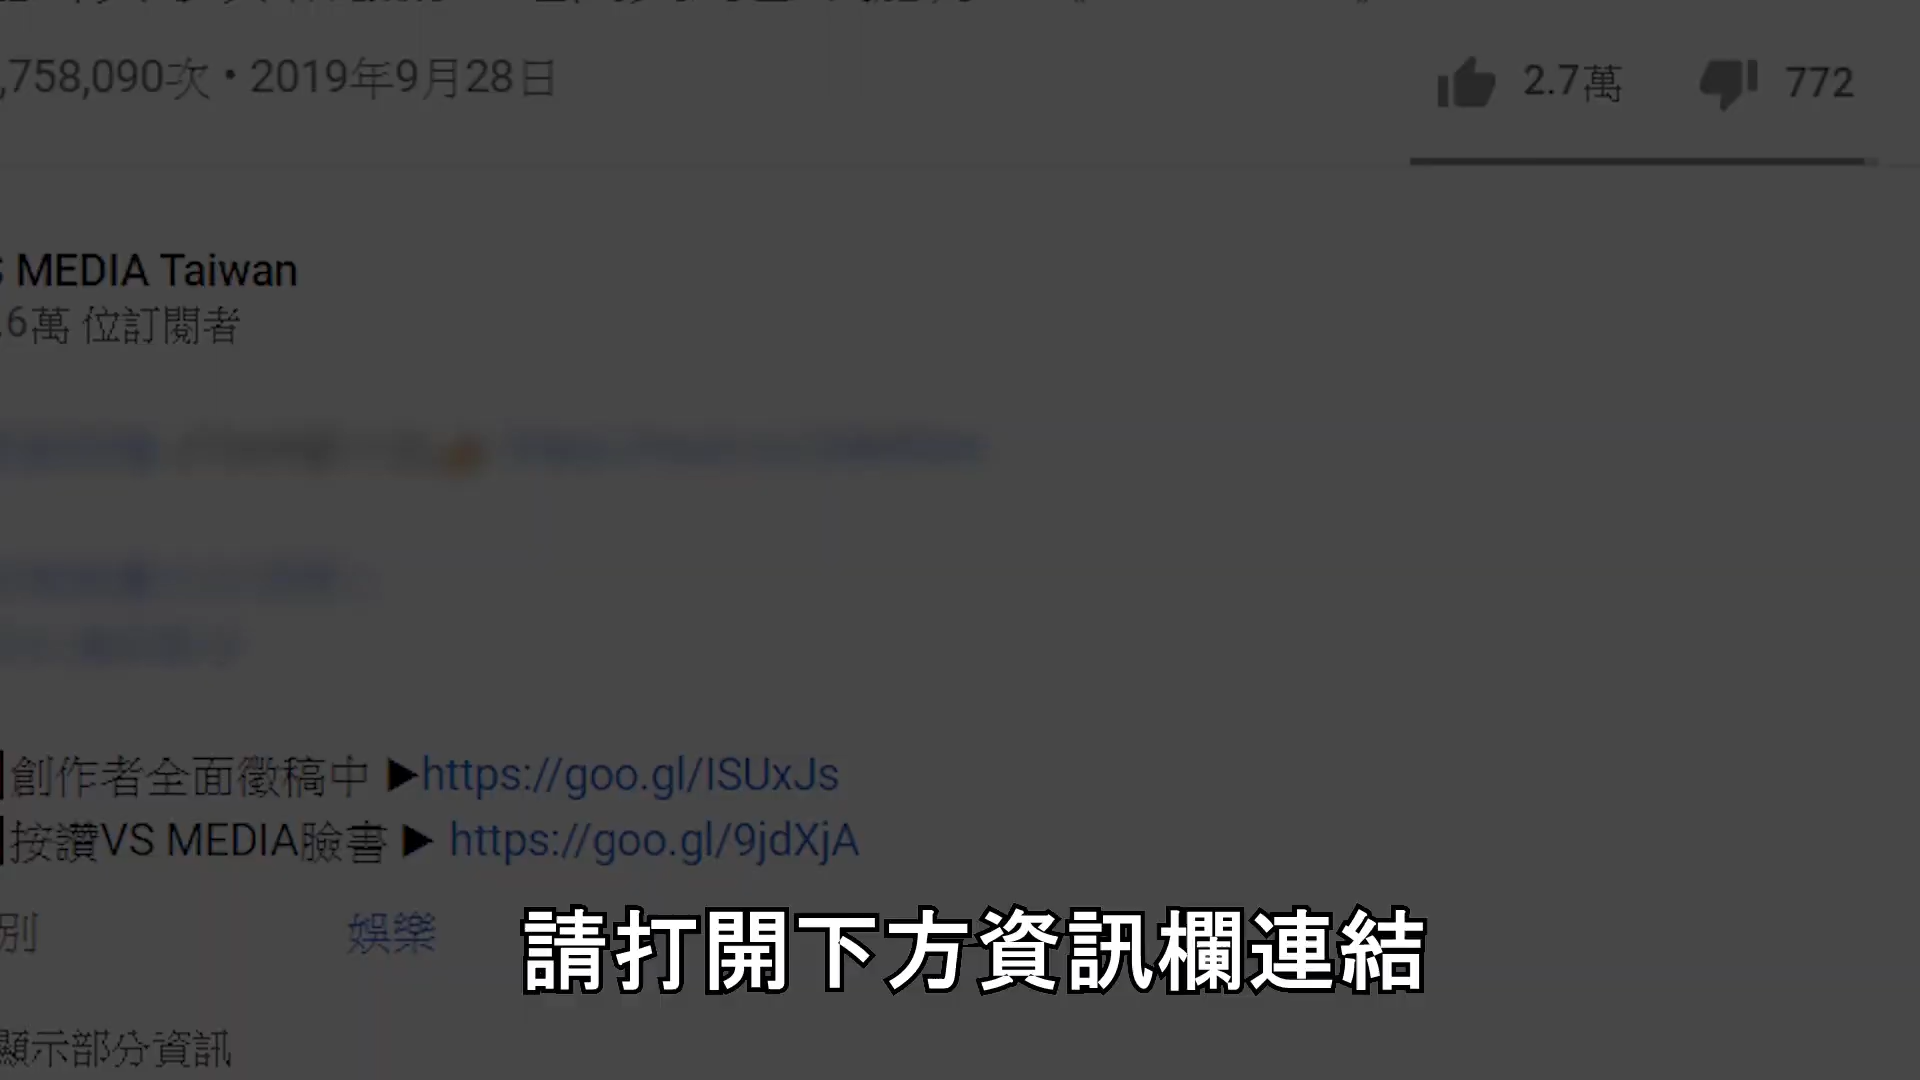 ,758,090次 • 2019年9月28日
2.7萬 772
MEDIA Taiwan
.6萬 位訂閱者
創作者全面徵稿中 ▶https://goo.gl/ISUxJs
按讚VS MEDIA臉書 ▶ https://goo.gl/9jdXjA
別 娛樂
請打開下方資訊欄連結
顯示部分資訊